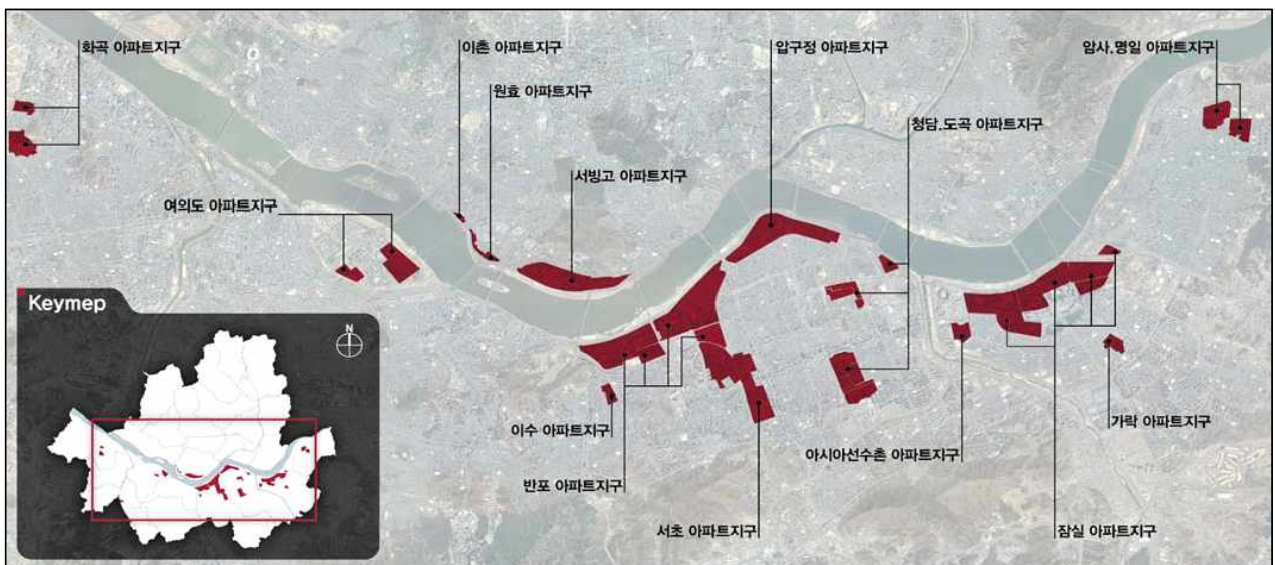 화곡 아파트지구
이촌 아파트지구
압구정 아파트지구
암사.명일 아파트지구
원효 아파트지구
청담.도곡 아파트지구
서빙고 아파트지구
여의도 아파트지구
Keymep
N
이수 아파트지구
가락 아파트지구
아시아선수촌 아파트지구
반포 아파트지구
서초 아파트지구
잠실 아파트지구